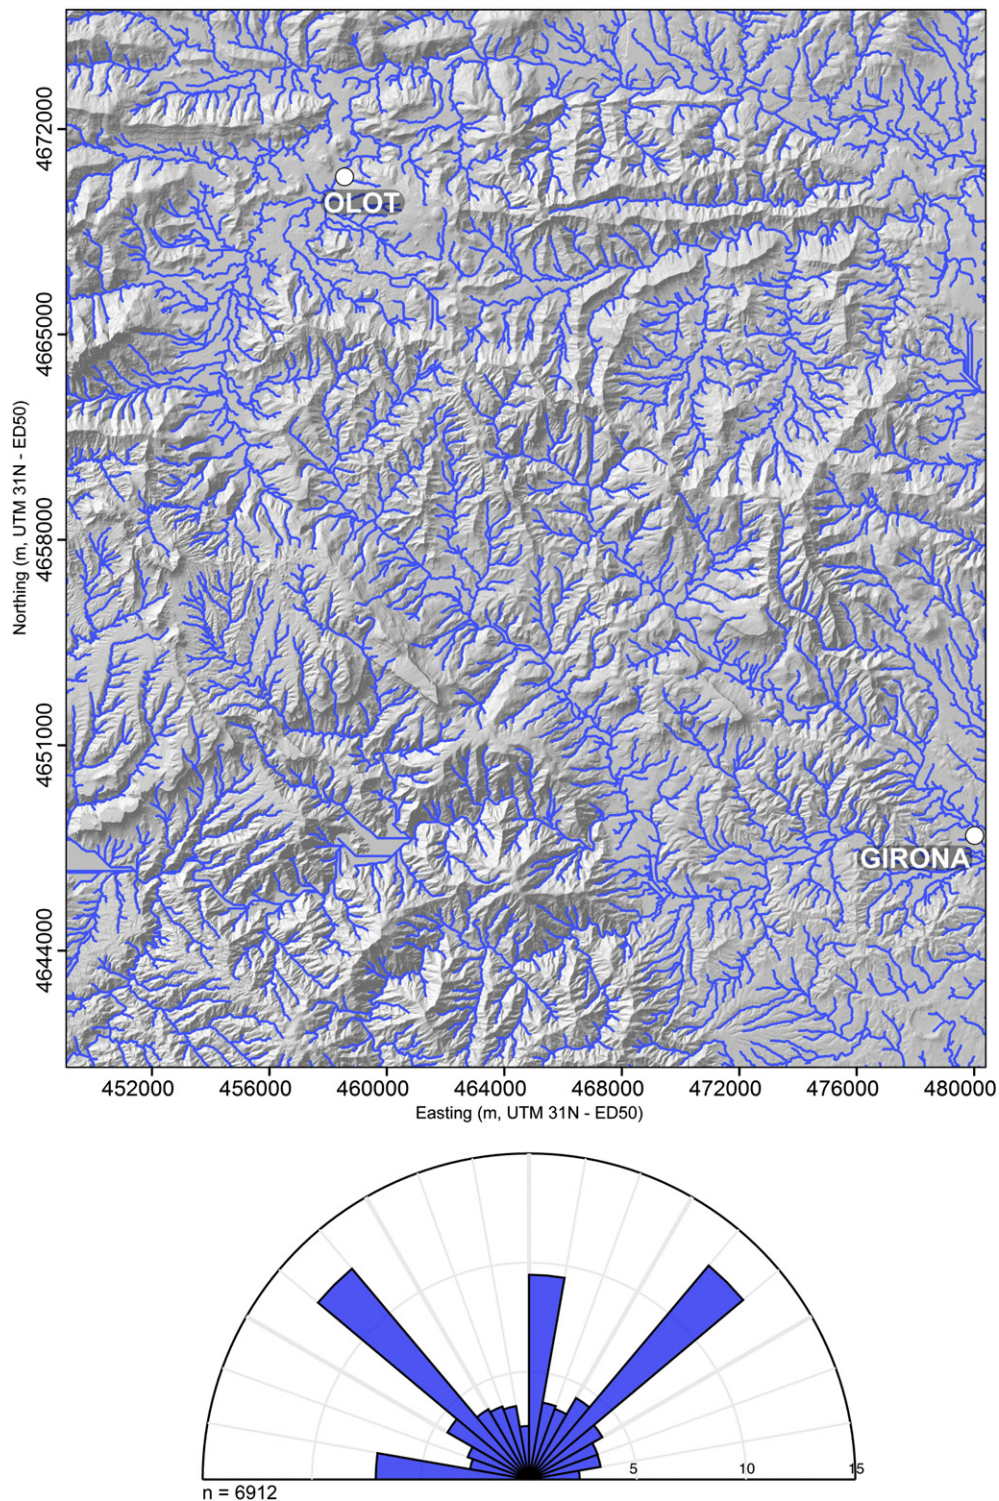 4672000
OLOT
4665000
Northing (m, UTM 31N - ED50)
4658000
4651000
GIRONA
4644000
452000 456000 460000 464000 468000 472000 476000 480000
Easting (m, UTM 31N - ED50)
5 10 15
n = 6912